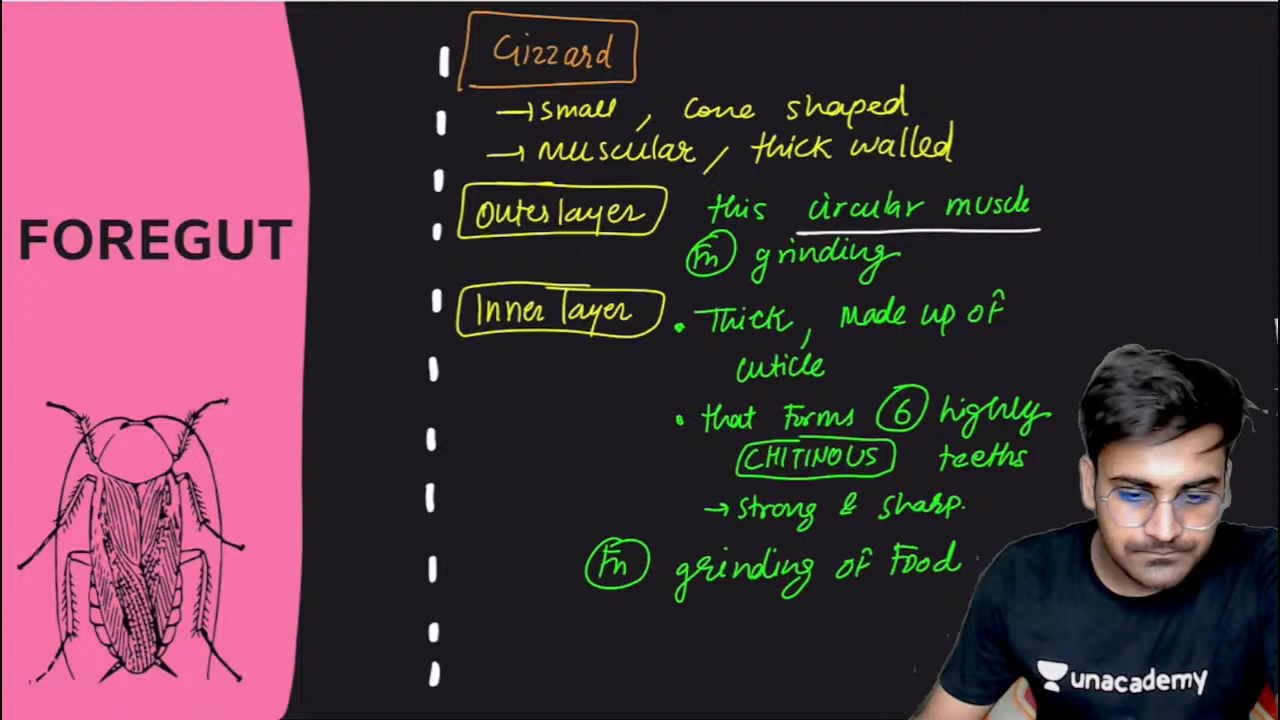 FOREGUT
Gizzard
→ small, cone shaped
→ muscular, thick walled
Outer layer this circular muscle
Fn grinding
Inner layer • Thick, Made up of
cuticle
• that forms 6 highly
CHITINOUS teeths
→ strong & sharp.
Fn grinding of Food
unacademy